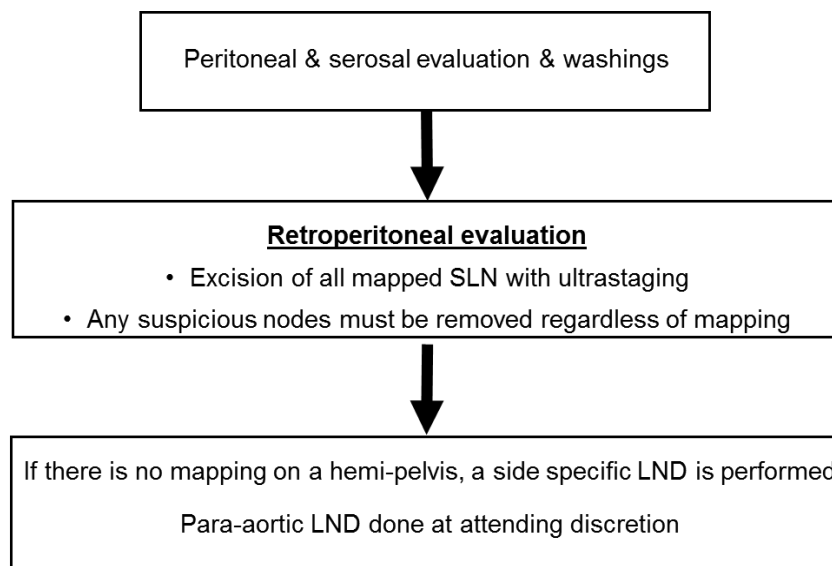 Peritoneal & serosal evaluation & washings
Retroperitoneal evaluation
• Excision of all mapped SLN with ultrastaging
• Any suspicious nodes must be removed regardless of mapping
If there is no mapping on a hemi-pelvis, a side specific LND is performed
Para-aortic LND done at attending discretion